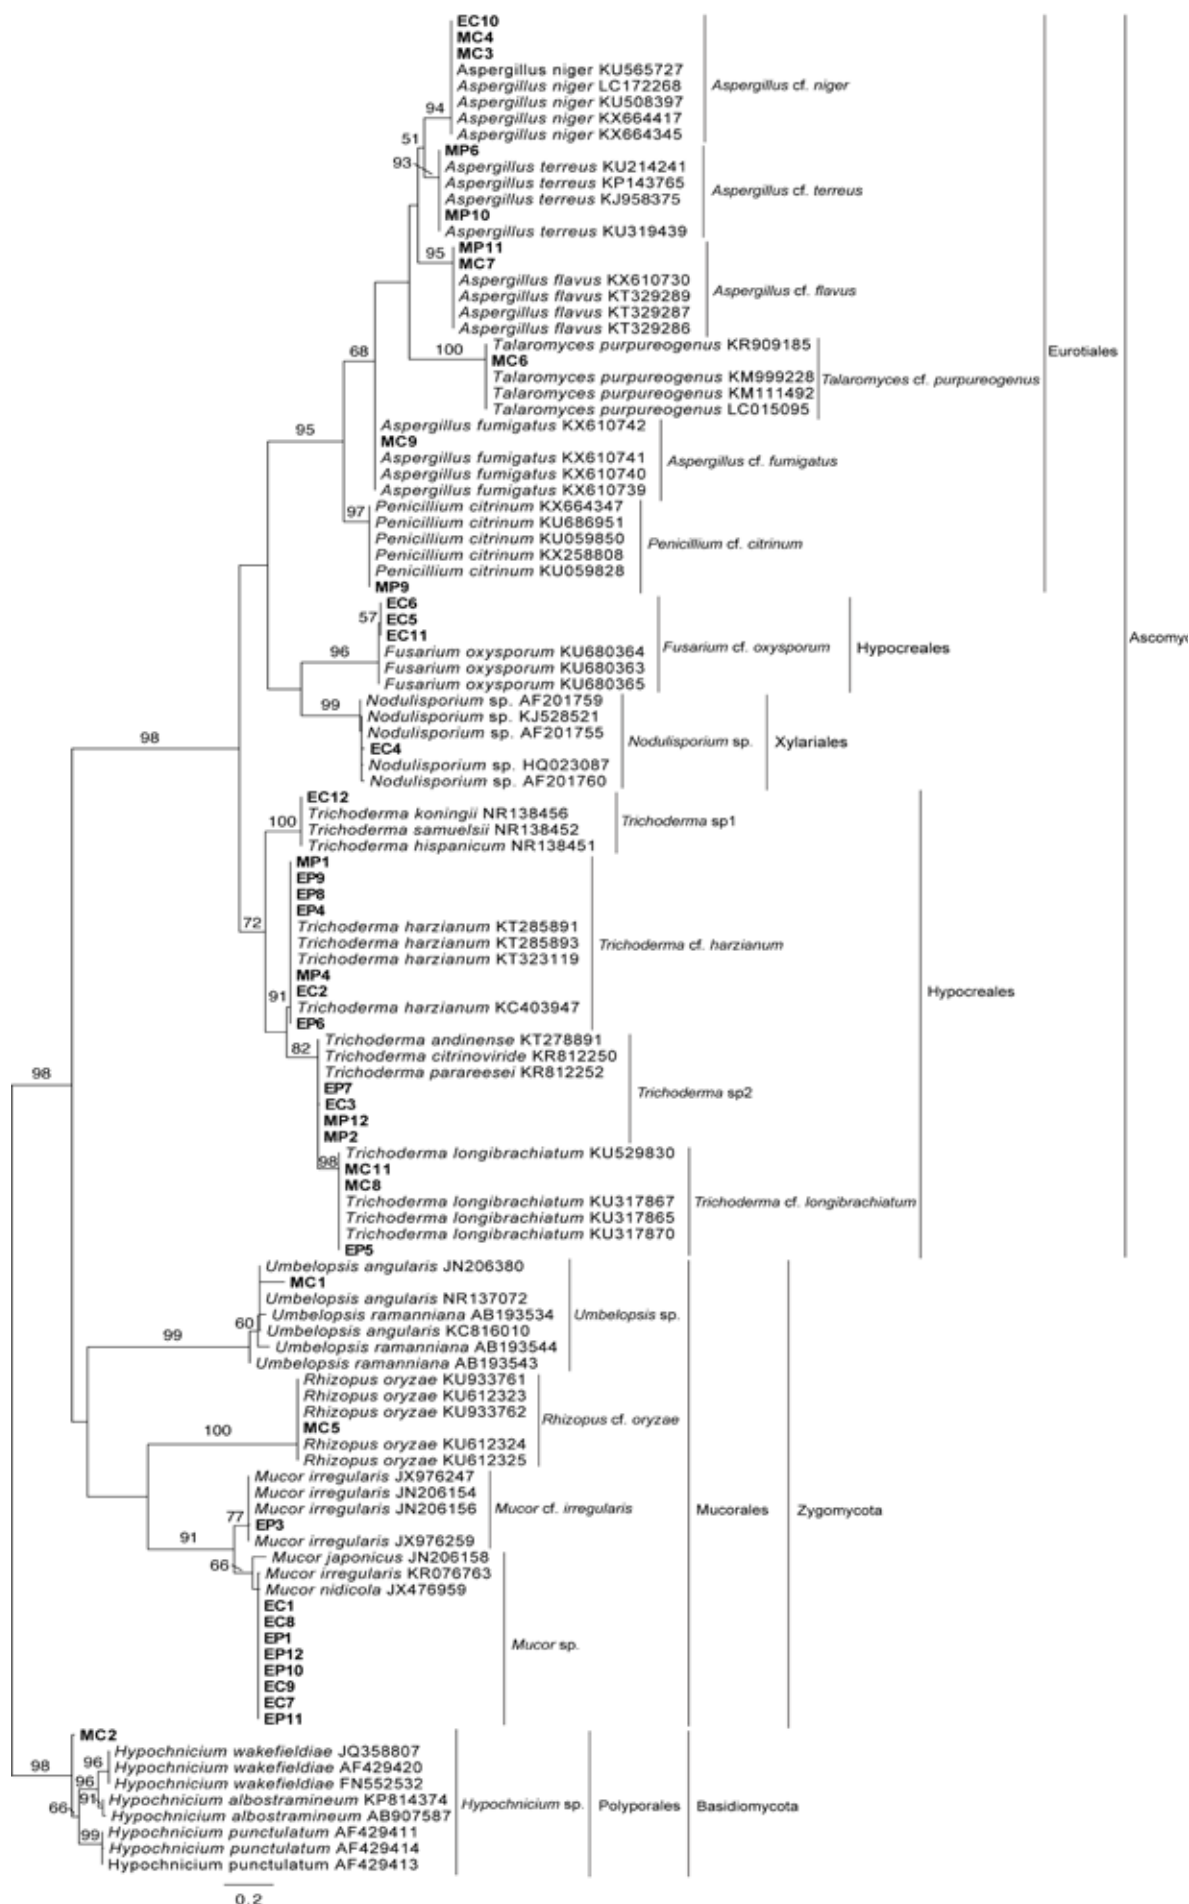 EC10
MC4
MC3
Aspergillus niger KU565727
Aspergillus niger LC172268
Aspergillus cf. niger
Aspergillus niger KU508397
94
Aspergillus niger KX664417
Aspergillus niger KX664345
51
MP6
93
Aspergillus terreus KU214241
Aspergillus terreus KP143765
Aspergillus cf. terreus
Aspergillus terreus KJ958375
MP10
Aspergillus terreus KU319439
MP11
95
MC7
Aspergillus flavus KX610730
Aspergillus cf. flavus
Aspergillus flavus KT329289
Aspergillus flavus KT329287
Aspergillus flavus KT329286
Talaromyces purpureogenus KR909185
68
100
MC6
Eurotiales
Talaromyces purpureogenus KM999228
Talaromyces cf. purpureogenus
Talaromyces purpureogenus KM111492
Talaromyces purpureogenus LC015095
Aspergillus fumigatus KX610742
95
MC9
Aspergillus fumigatus KX610741
Aspergillus cf. fumigatus
Aspergillus fumigatus KX610740
Aspergillus fumigatus KX610739
Penicillium citrinum KX664347
97
Penicillium citrinum KU686951
Penicillium citrinum KU059850
Penicillium cf. citrinum
Penicillium citrinum KX258808
Penicillium citrinum KU059828
MP9
EC6
57
EC5
EC11
Ascomyc
Fusarium oxysporum KU680364
Fusarium cf. oxysporum
Hypocreales
96
Fusarium oxysporum KU680363
Fusarium oxysporum KU680365
Nodulisporium sp. AF201759
99
Nodulisporium sp. KJ528521
Nodulisporium sp. AF201755
98
EC4
Nodulisporium sp.
Xylariales
Nodulisporium sp. HQ023087
Nodulisporium sp. AF201760
EC12
Trichoderma koningii NR138456
100
Trichoderma samuelsii NR138452
Trichoderma sp1
Trichoderma hispanicum NR138451
MP1
EP9
EP8
EP4
72
Trichoderma harzianum KT285891
Trichoderma harzianum KT285893
Trichoderma cf. harzianum
Trichoderma harzianum KT323119
MP4
91
EC2
Hypocreales
Trichoderma harzianum KC403947
EP6
Trichoderma andinense KT278891
82
Trichoderma citrinoviride KR812250
98
Trichoderma parareesei KR812252
EP7
Trichoderma sp2
EC3
MP12
MP2
Trichoderma longibrachiatum KU529830
98
MC11
MC8
Trichoderma longibrachiatum KU317867
Trichoderma cf. longibrachiatum
Trichoderma longibrachiatum KU317865
Trichoderma longibrachiatum KU317870
EP5
Umbelopsis angularis JN206380
MC1
Umbelopsis angularis NR137072
Umbelopsis ramanniana AB193534
Umbelopsis sp.
60
Umbelopsis angularis KC816010
99
Umbelopsis ramanniana AB193544
Umbelopsis ramanniana AB193543
Rhizopus oryzae KU933761
Rhizopus oryzae KU612323
Rhizopus oryzae KU933762
Rhizopus cf. oryzae
100
MC5
Rhizopus oryzae KU612324
Rhizopus oryzae KU612325
Mucor irregularis JX976247
Mucor irregularis JN206154
Mucor irregularis JN206156
Mucor cf. irregularis
Mucorales
Zygomycota
77
EP3
91
Mucor irregularis JX976259
Mucor japonicus JN206158
66
Mucor irregularis KR076763
Mucor nidicola JX476959
EC1
EC8
EP1
Mucor sp.
EP12
EP10
EC9
EC7
EP11
MC2
Hypochnicium wakefieldiae JQ358807
98
96
Hypochnicium wakefieldiae AF429420
96
Hypochnicium wakefieldiae FN552532
91
Hypochnicium albostramineum KP814374
Hypochnicium sp.
Polyporales
Basidiomycota
66
Hypochnicium albostramineum AB907587
Hypochnicium punctulatum AF429411
99
Hypochnicium punctulatum AF429414
Hypochnicium punctulatum AF429413
0.2